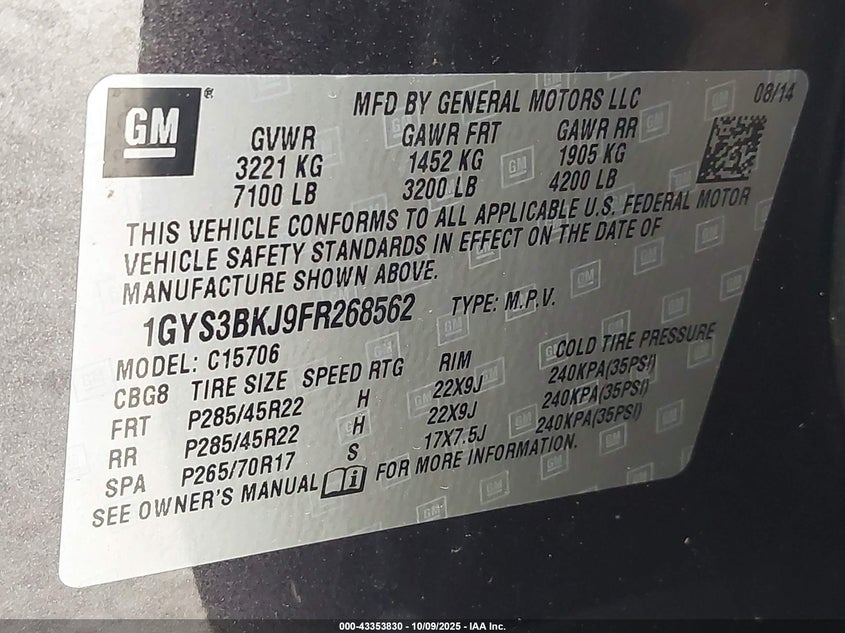 GM ®
MFD BY GENERAL MOTORS LLC
08/14
GVWR GAWR FRT GAWR RR
3221 KG 1452 KG 1905 KG
7100 LB 3200 LB 4200 LB
THIS VEHICLE CONFORMS TO ALL APPLICABLE U.S. FEDERAL MOTOR
VEHICLE SAFETY STANDARDS IN EFFECT ON THE DATE OF
MANUFACTURE SHOWN ABOVE.
1GYS3BKJ9FR268562 TYPE: M.P.V.
MODEL: C15706
CBG8 TIRE SIZE SPEED RTG RIM COLD TIRE PRESSURE
FRT P285/45R22 H 22X9J 240KPA(35PSI)
RR P285/45R22 H 22X9J 240KPA(35PSI)
SPA P265/70R17 S 17X7.5J 240KPA(35PSI)
SEE OWNER'S MANUAL FOR MORE INFORMATION.
000-43353830 - 10/09/2025 - IAA Inc.